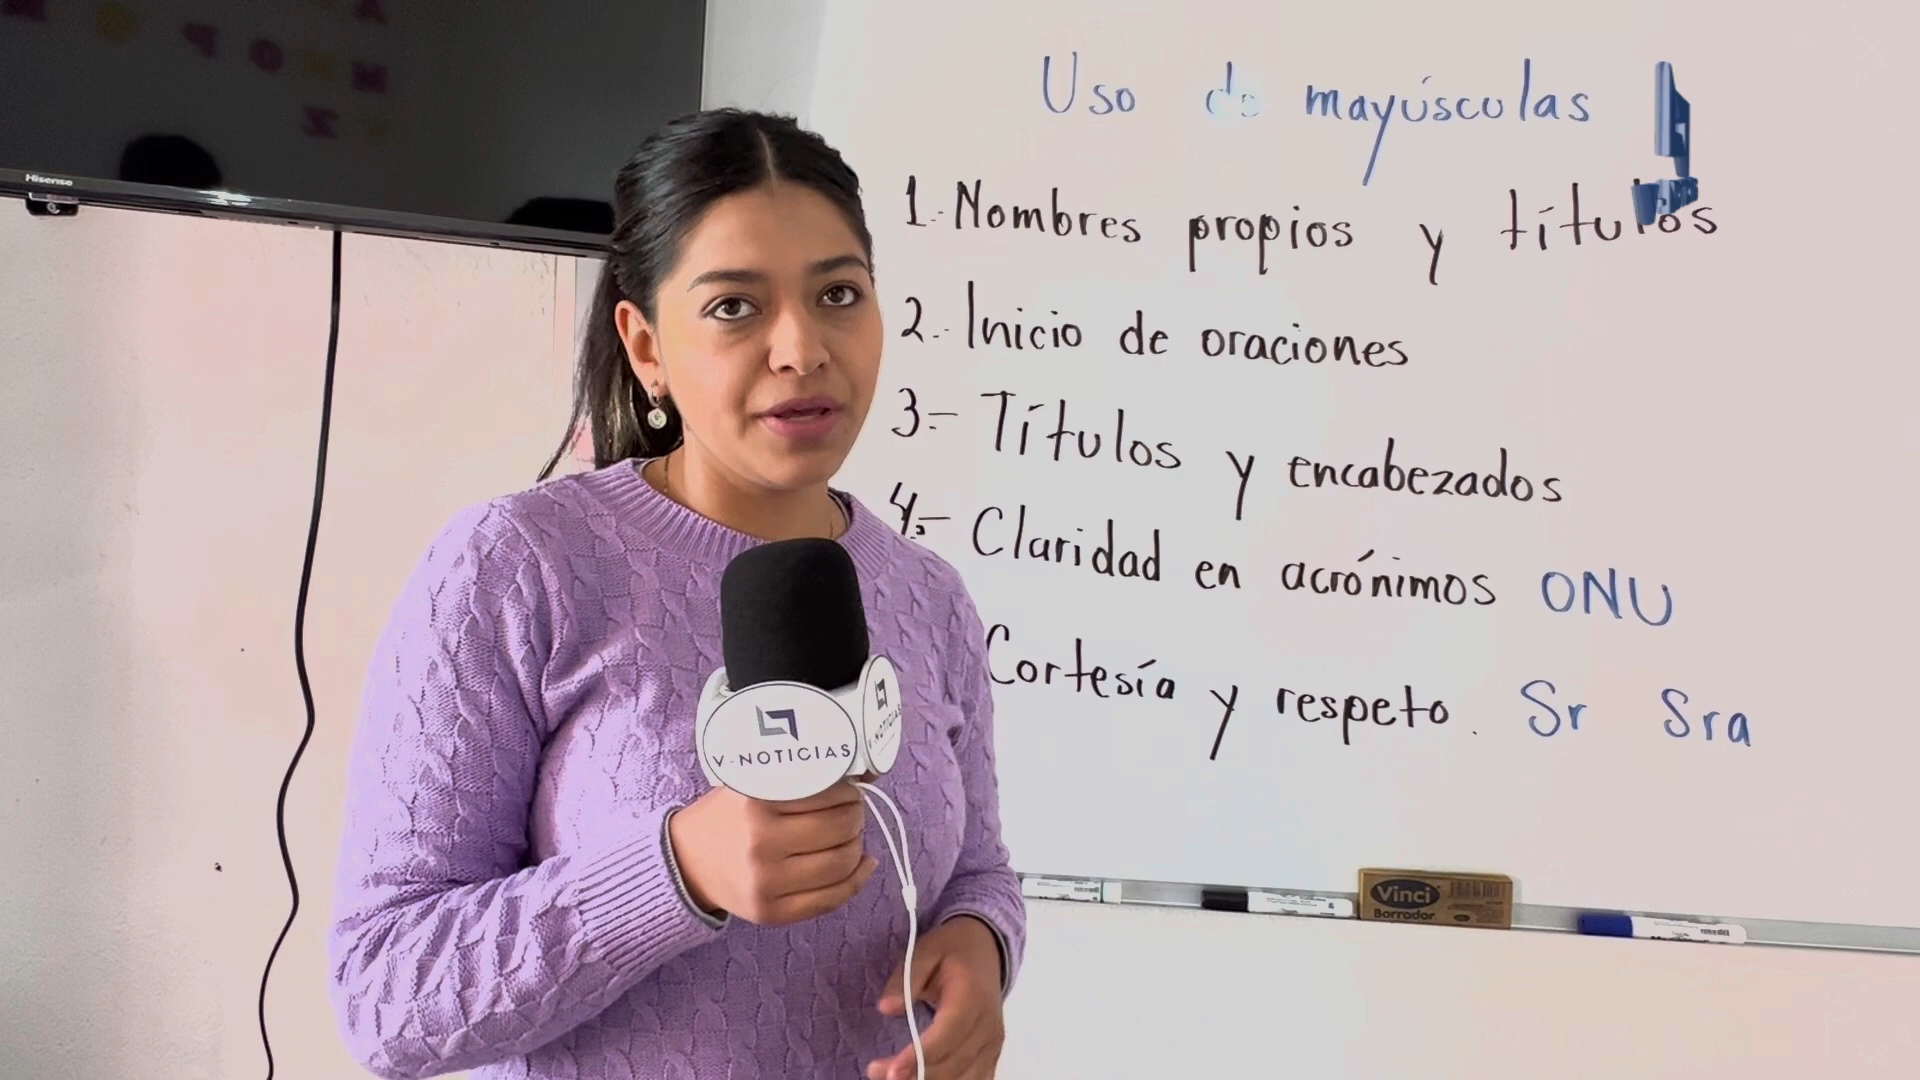 Hisense
Uso de mayúsculas
1.- Nombres propios y títulos
2.- Inicio de oraciones
3.- Títulos y encabezados
4.- Claridad en acrónimos ONU
Cortesía y respeto. Sr Sra
V-NOTICIAS
V-NOTICIAS
Vinci
Borrador